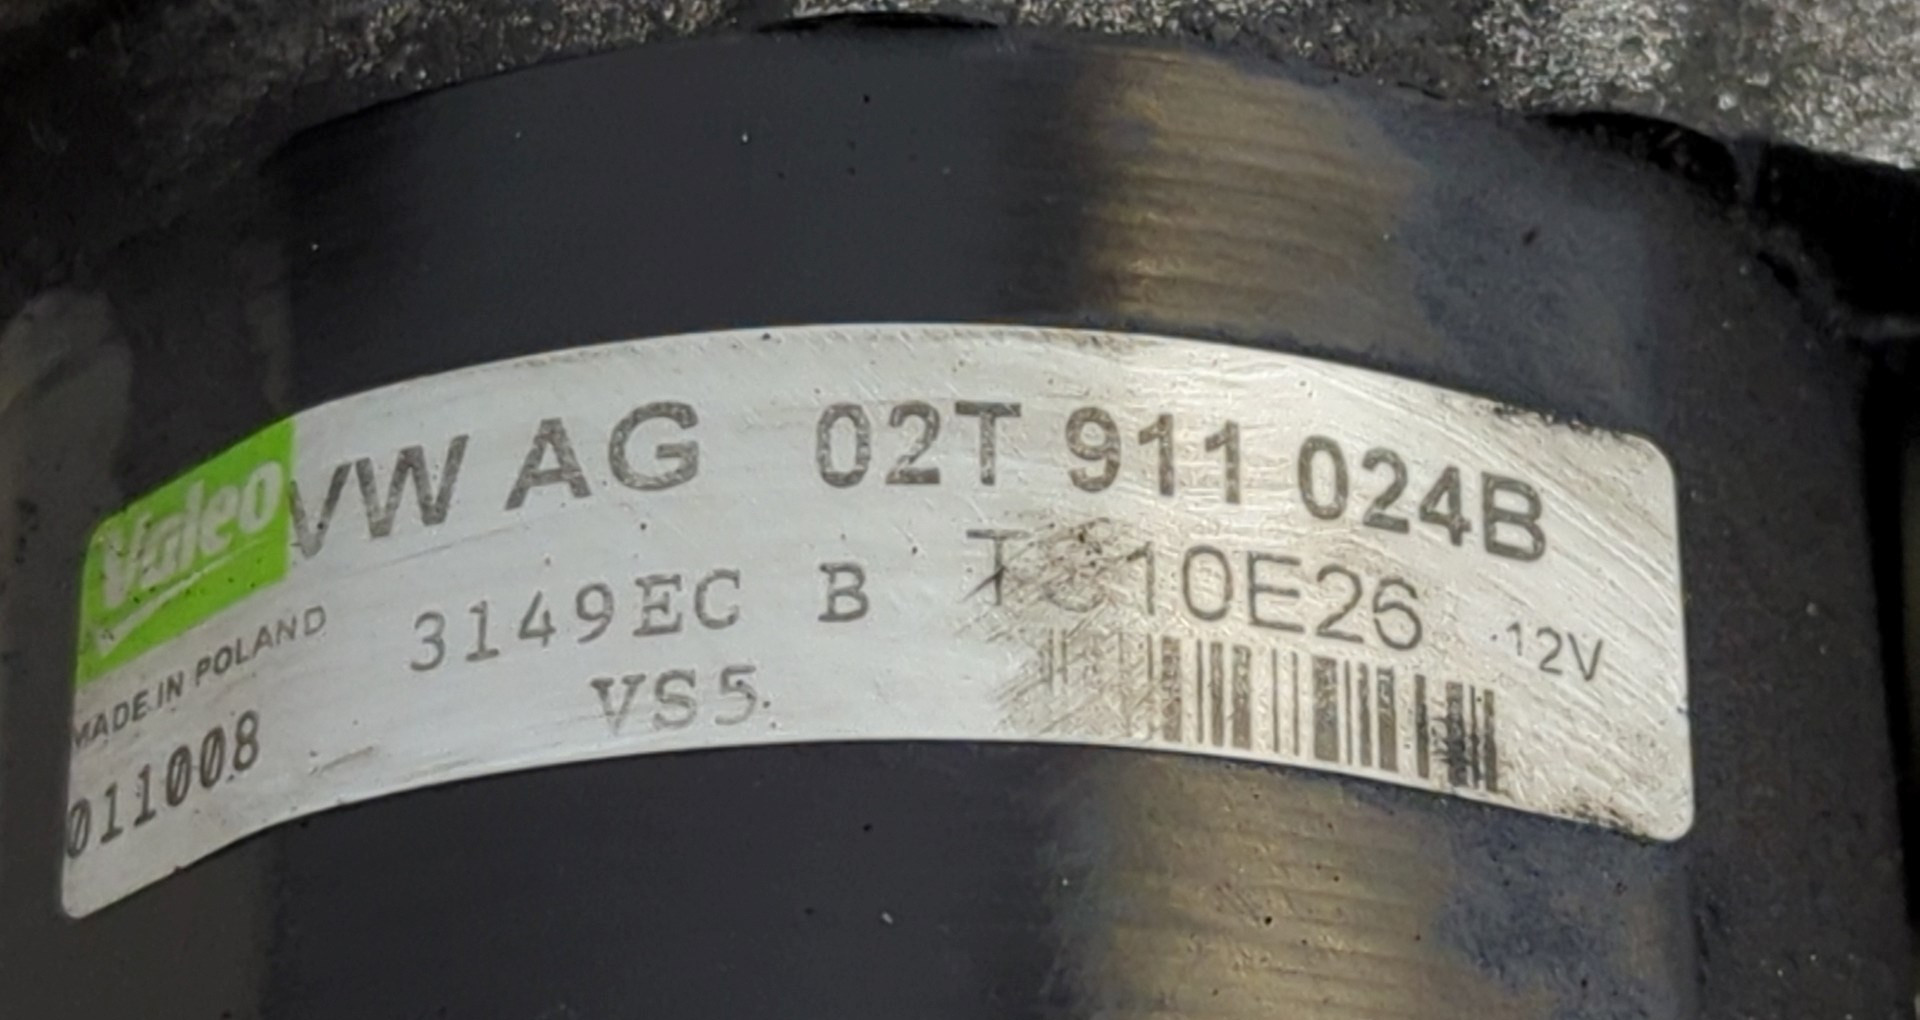 Valeo
VW AG 02T 911 024B
3149EC B 10E26 12V
MADE IN POLAND
VS5
011008